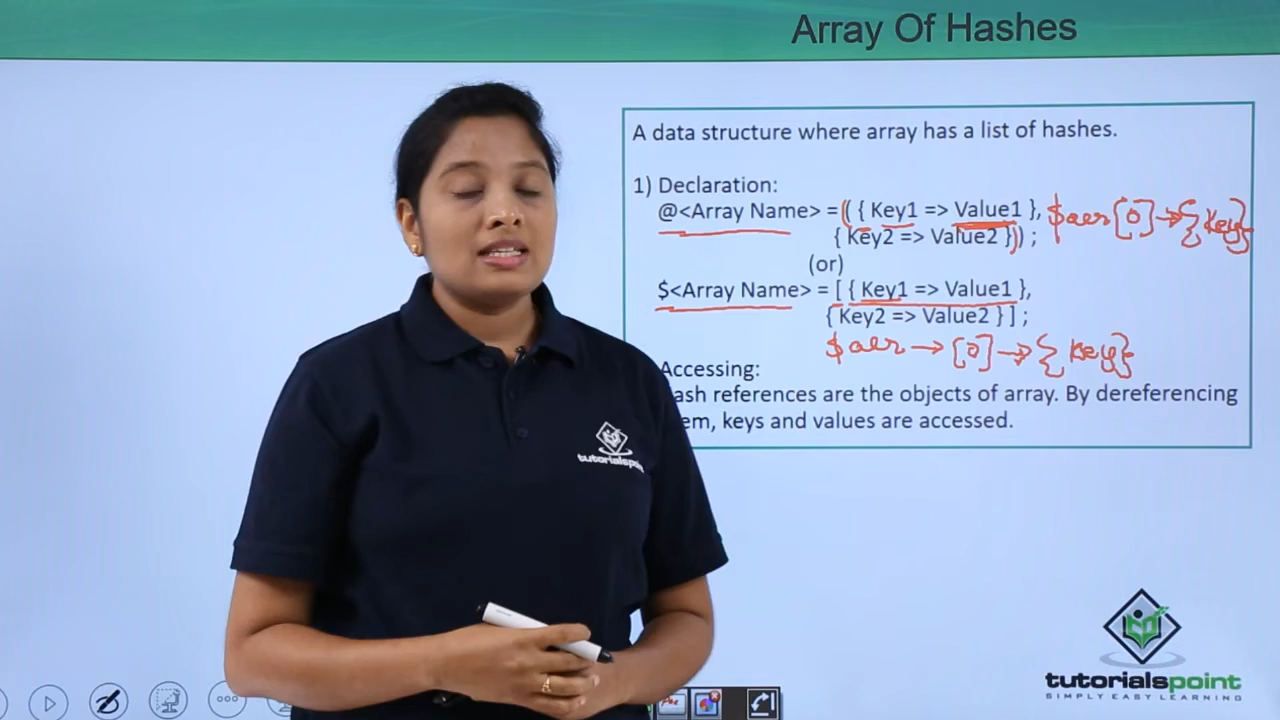 Array Of Hashes
A data structure where array has a list of hashes.
1) Declaration:
@<Array Name> = ( { Key1 => Value1 },
{ Key2 => Value2 } ) ;
$arr[0]→{Key}
(or)
$<Array Name> = [ { Key1 => Value1 },
{ Key2 => Value2 } ] ;
$arr → [0] → { Key}
Accessing:
ash references are the objects of array. By dereferencing
em, keys and values are accessed.
tutorialspoint
tutorialspoint
SIMPLY EASY LEARNING